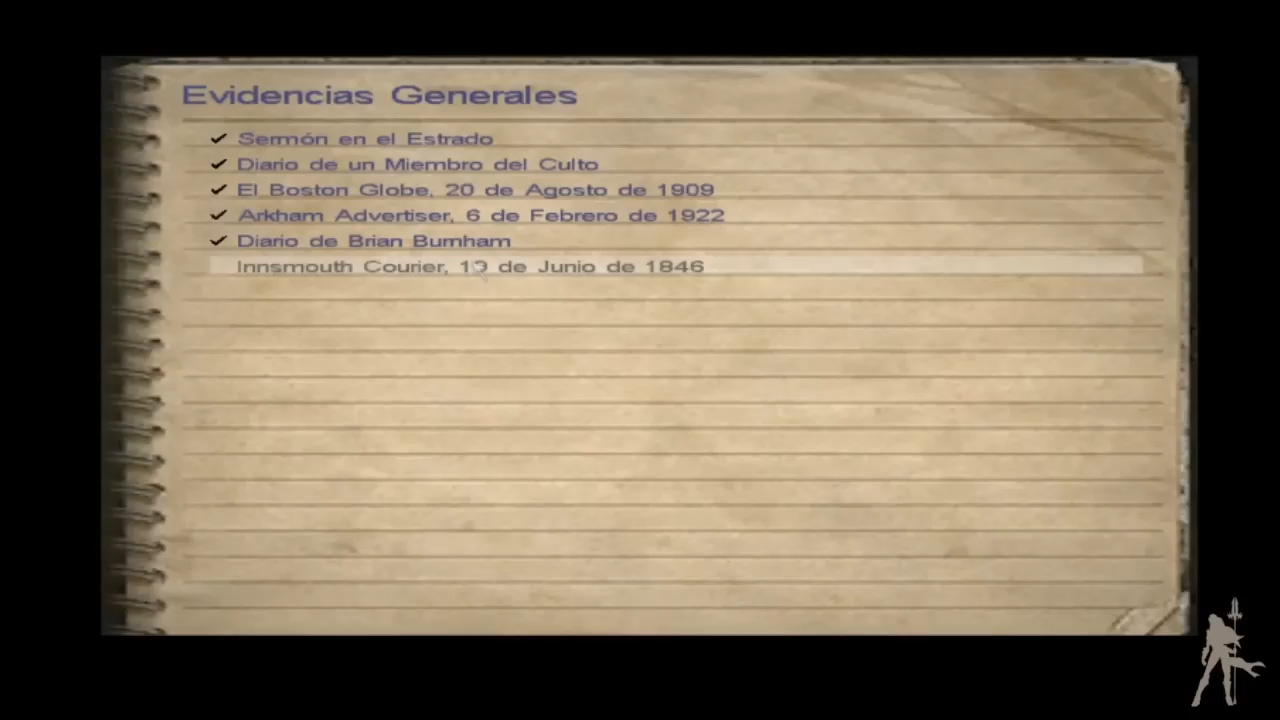 Evidencias Generales
Sermón en el Estrado
Diario de un Miembro del Culto
El Boston Globe, 20 de Agosto de 1909
Arkham Advertiser, 6 de Febrero de 1922
Diario de Brian Burnham
Innsmouth Courier, 19 de Junio de 1846